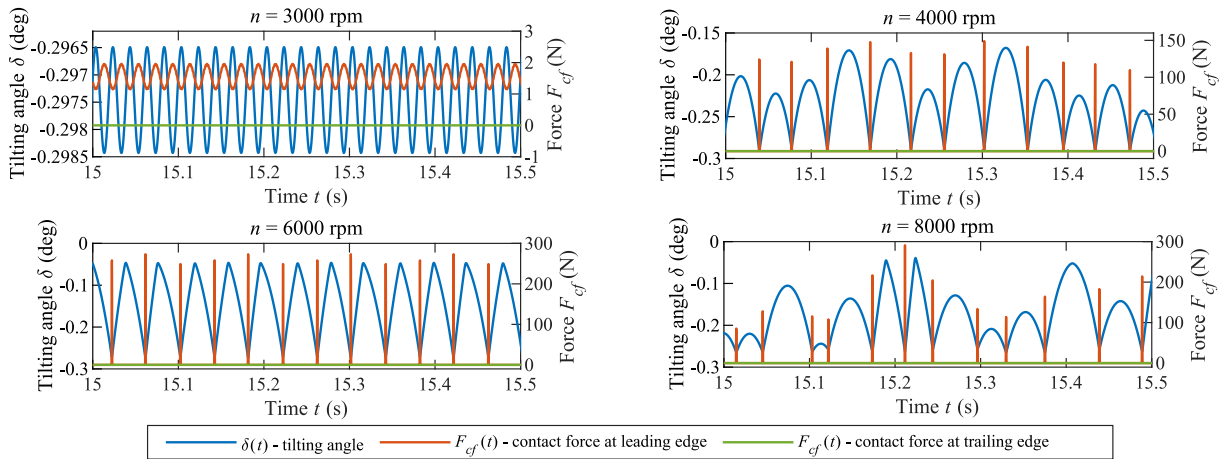 n = 3000 rpm
Tilting angle δ (deg)
-0.2965
-0.297
-0.2975
-0.298
-0.2985
3
2
1
0
-1
Force F_cf (N)
15 15.1 15.2 15.3 15.4 15.5
Time t (s)
n = 4000 rpm
Tilting angle δ (deg)
-0.15
-0.2
-0.25
-0.3
150
100
50
0
Force F_cf (N)
15 15.1 15.2 15.3 15.4 15.5
Time t (s)
n = 6000 rpm
Tilting angle δ (deg)
0
-0.1
-0.2
-0.3
300
200
100
0
Force F_cf (N)
15 15.1 15.2 15.3 15.4 15.5
Time t (s)
n = 8000 rpm
Tilting angle δ (deg)
0
-0.1
-0.2
-0.3
300
200
100
0
Force F_cf (N)
15 15.1 15.2 15.3 15.4 15.5
Time t (s)
δ(t) - tilting angle F_cf (t) - contact force at leading edge F_cf (t) - contact force at trailing edge